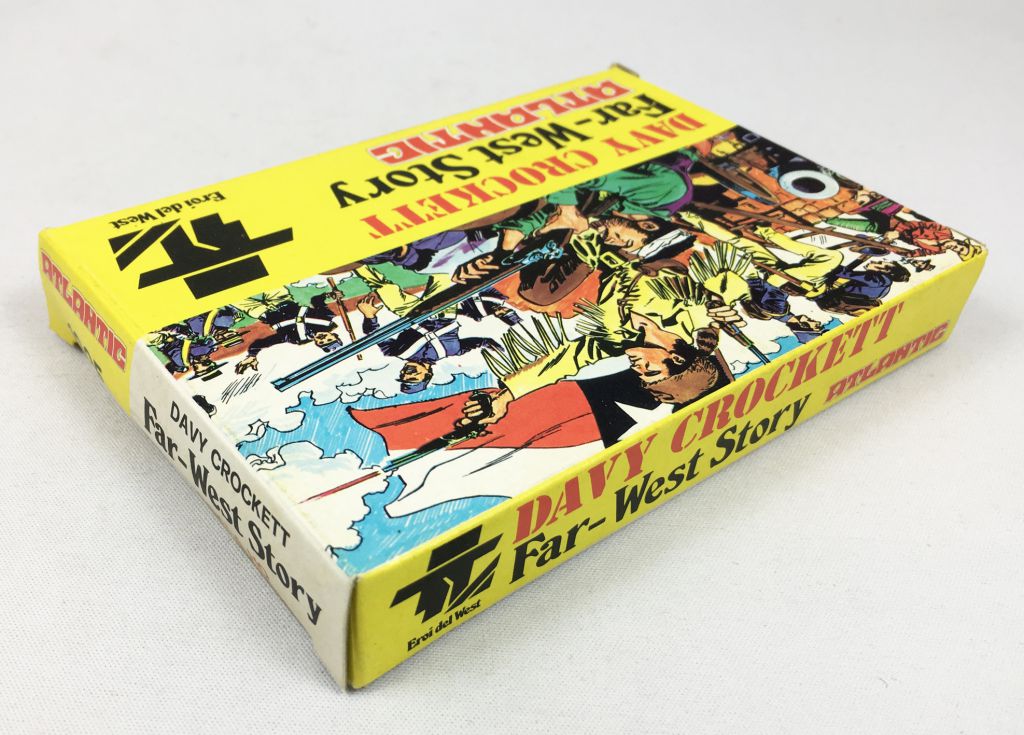 ATLANTIC
Far-West Story
DAVY CROCKETT
Eroi del West
ATLANTIC
DAVY CROCKETT
Far-West Story
DAVY CROCKETT
Far-West Story
ATLANTIC
Eroi del West